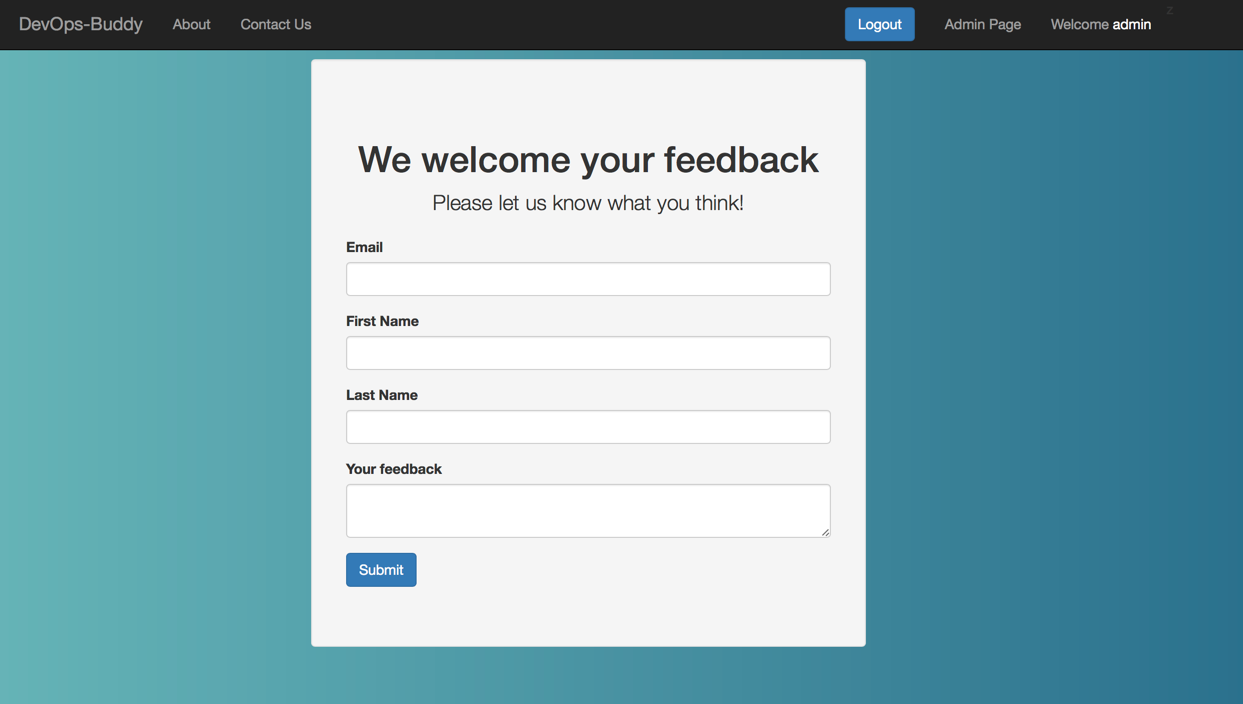 DevOps-Buddy About Contact Us Logout Admin Page Welcome admin z
We welcome your feedback
Please let us know what you think!
Email
First Name
Last Name
Your feedback
Submit